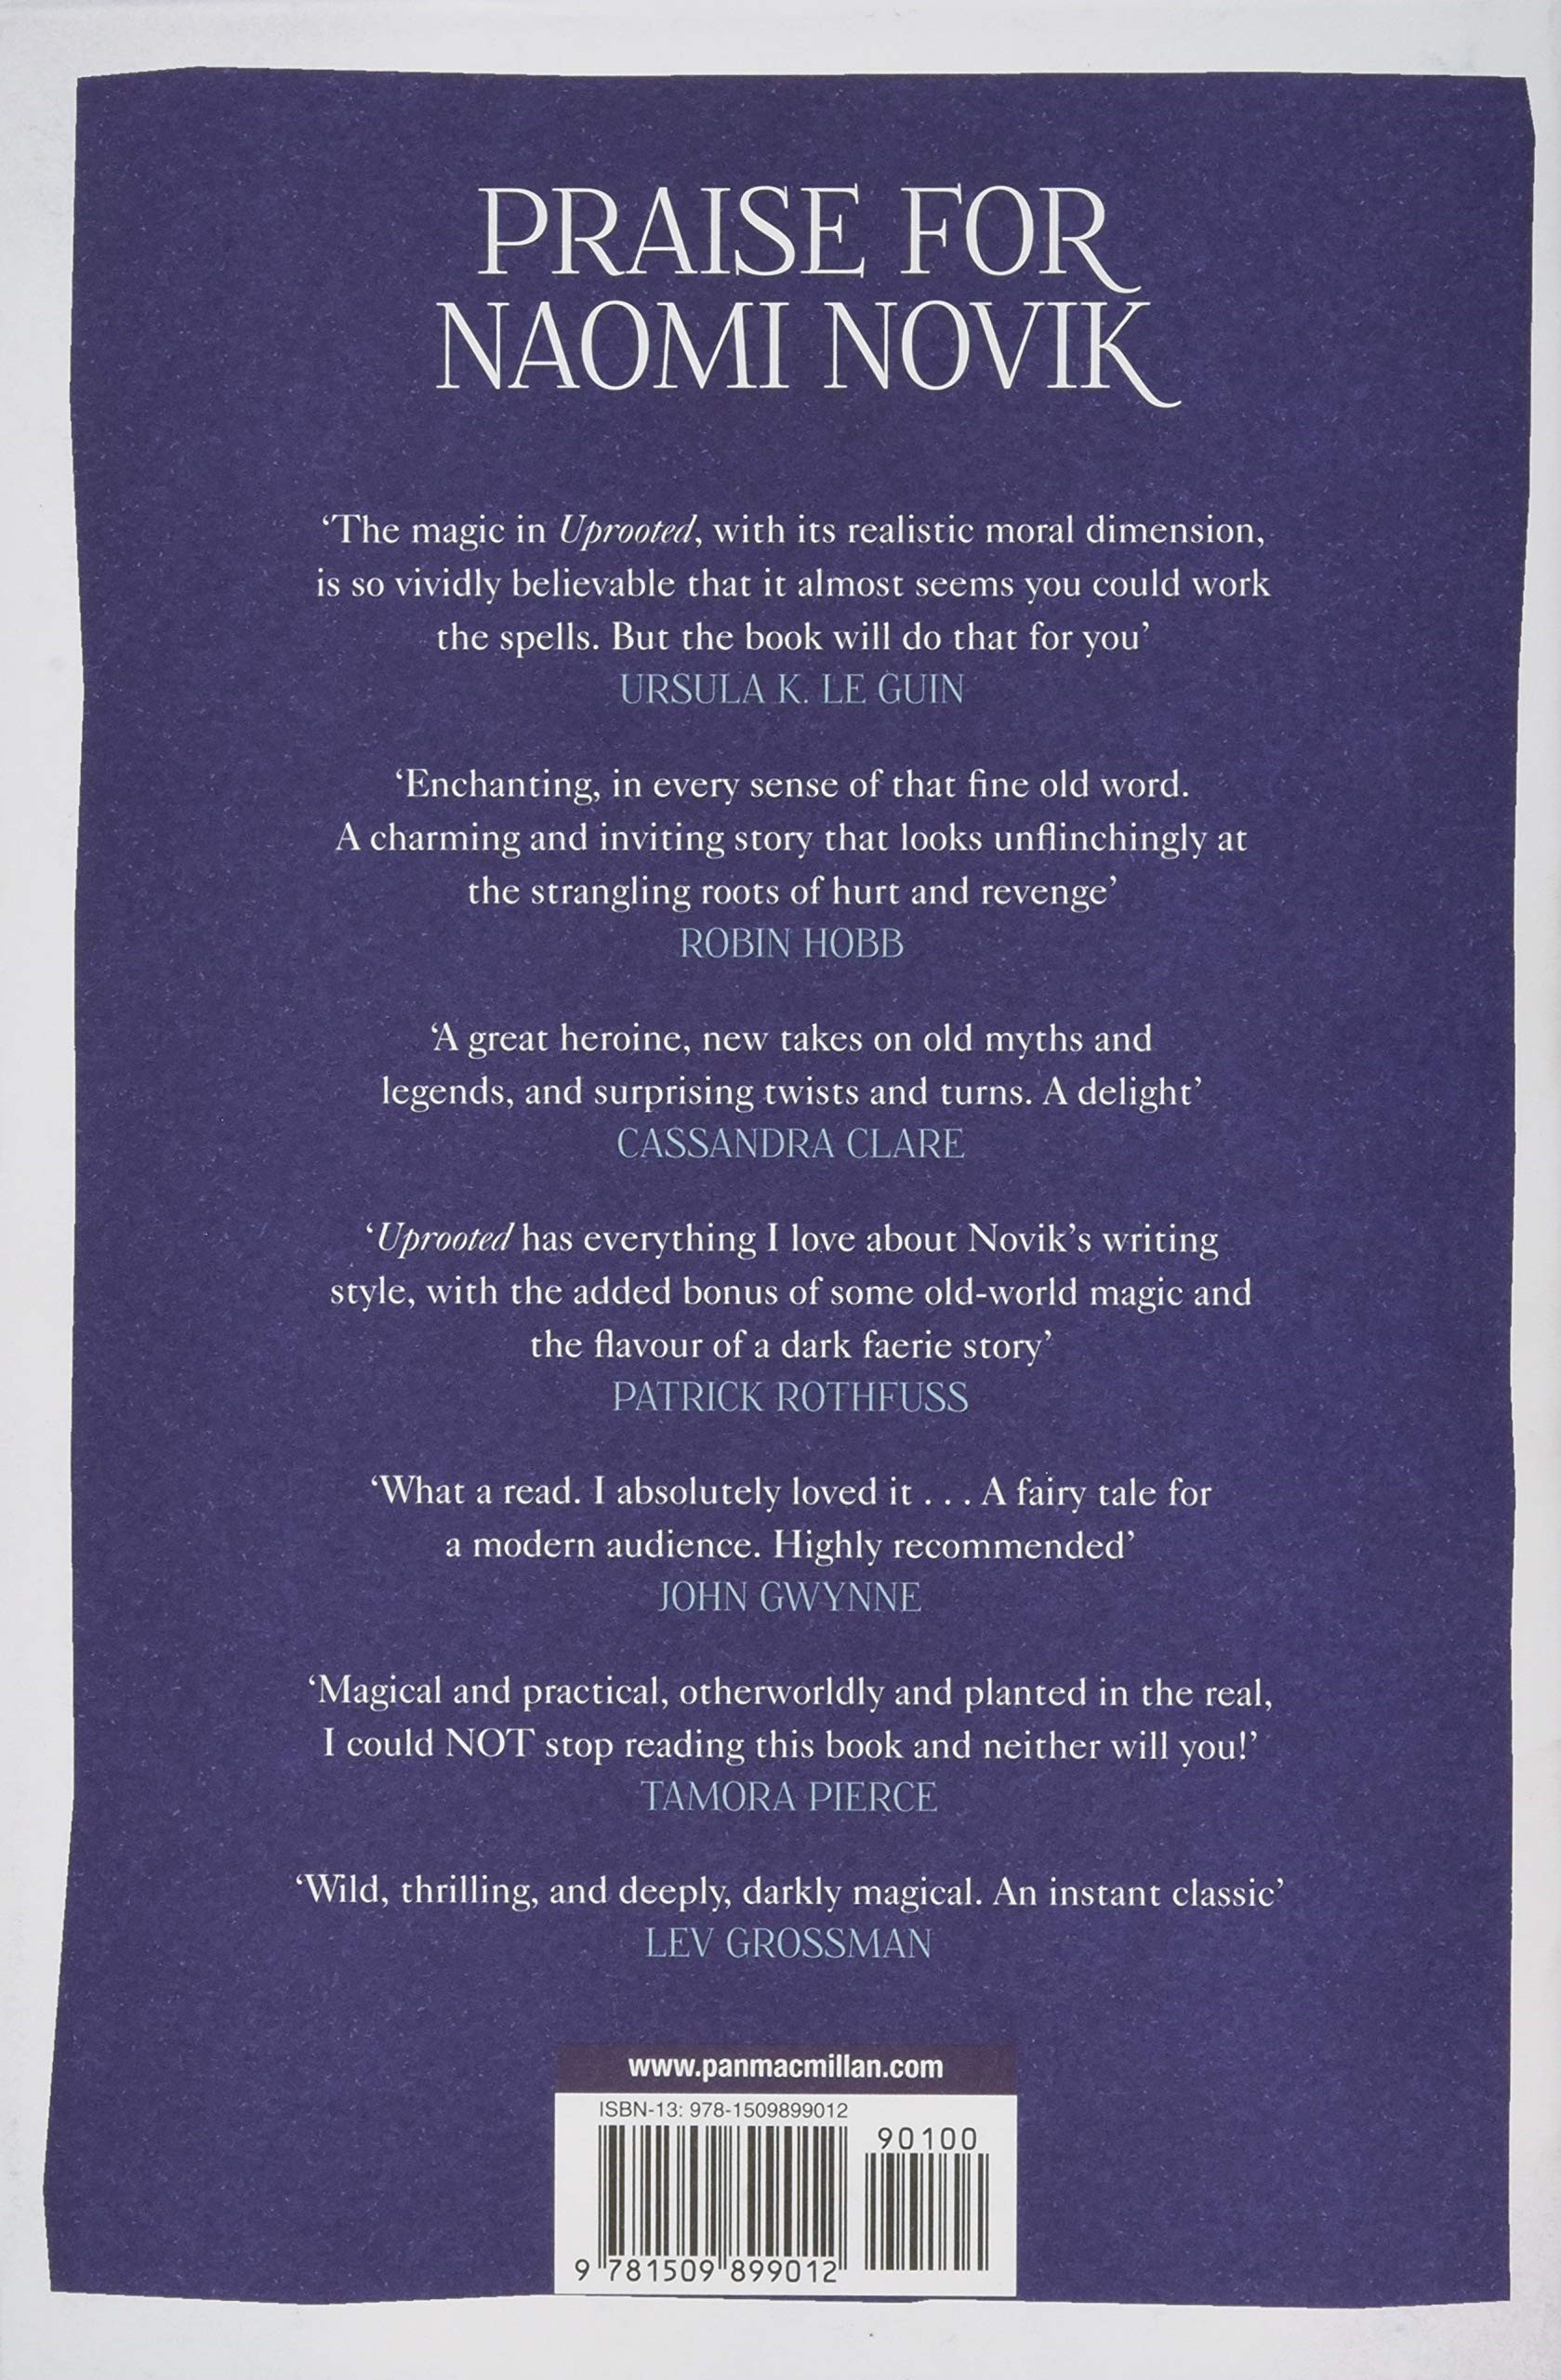 PRAISE FOR
NAOMI NOVIK
‘The magic in Uprooted, with its realistic moral dimension,
is so vividly believable that it almost seems you could work
the spells. But the book will do that for you’
URSULA K. LE GUIN
‘Enchanting, in every sense of that fine old word.
A charming and inviting story that looks unflinchingly at
the strangling roots of hurt and revenge’
ROBIN HOBB
‘A great heroine, new takes on old myths and
legends, and surprising twists and turns. A delight’
CASSANDRA CLARE
‘Uprooted has everything I love about Novik’s writing
style, with the added bonus of some old-world magic and
the flavour of a dark faerie story’
PATRICK ROTHFUSS
‘What a read. I absolutely loved it . . . A fairy tale for
a modern audience. Highly recommended’
JOHN GWYNNE
‘Magical and practical, otherworldly and planted in the real,
I could NOT stop reading this book and neither will you!’
TAMORA PIERCE
‘Wild, thrilling, and deeply, darkly magical. An instant classic’
LEV GROSSMAN
www.panmacmillan.com
ISBN-13: 978-1509899012
90100
9 781509 899012